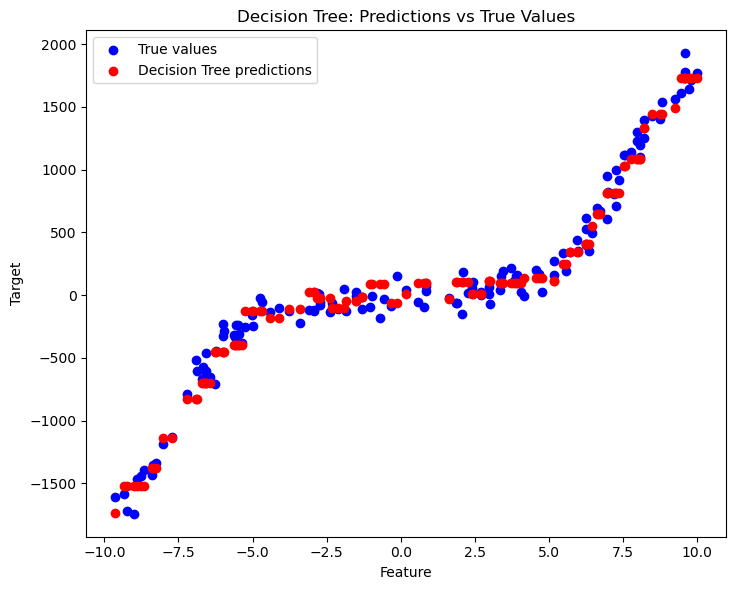 Decision Tree: Predictions vs True Values
True values
Decision Tree predictions
2000
1500
1000
500
0
−500
−1000
−1500
Target
−10.0 −7.5 −5.0 −2.5 0.0 2.5 5.0 7.5 10.0
Feature